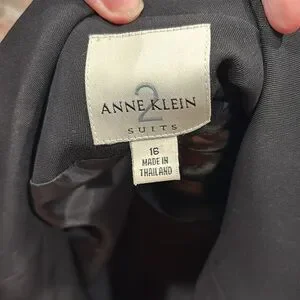 2
ANNE KLEIN
SUITS
16
MADE IN
THAILAND